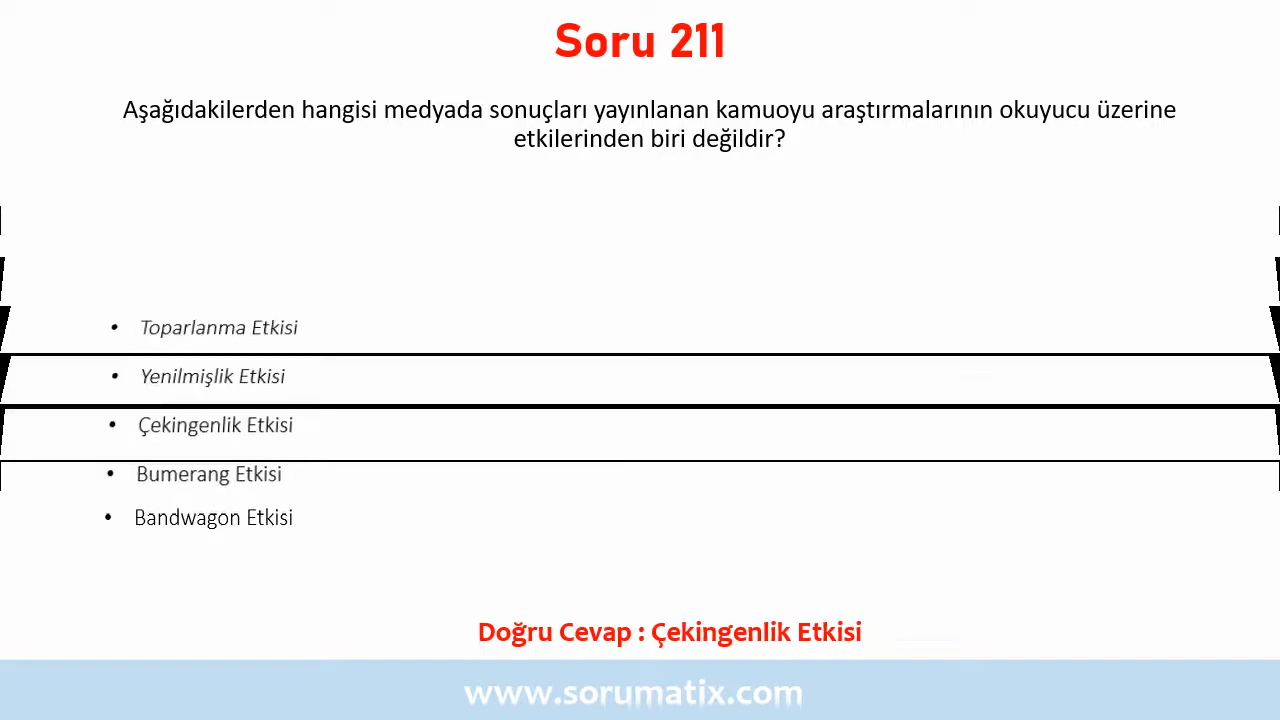 Soru 211
Aşağıdakilerden hangisi medyada sonuçları yayınlanan kamuoyu araştırmalarının okuyucu üzerine
etkilerinden biri değildir?
• Toparlanma Etkisi
• Yenilmişlik Etkisi
• Çekingenlik Etkisi
• Bumerang Etkisi
• Bandwagon Etkisi
Doğru Cevap : Çekingenlik Etkisi
www.sorumatix.com